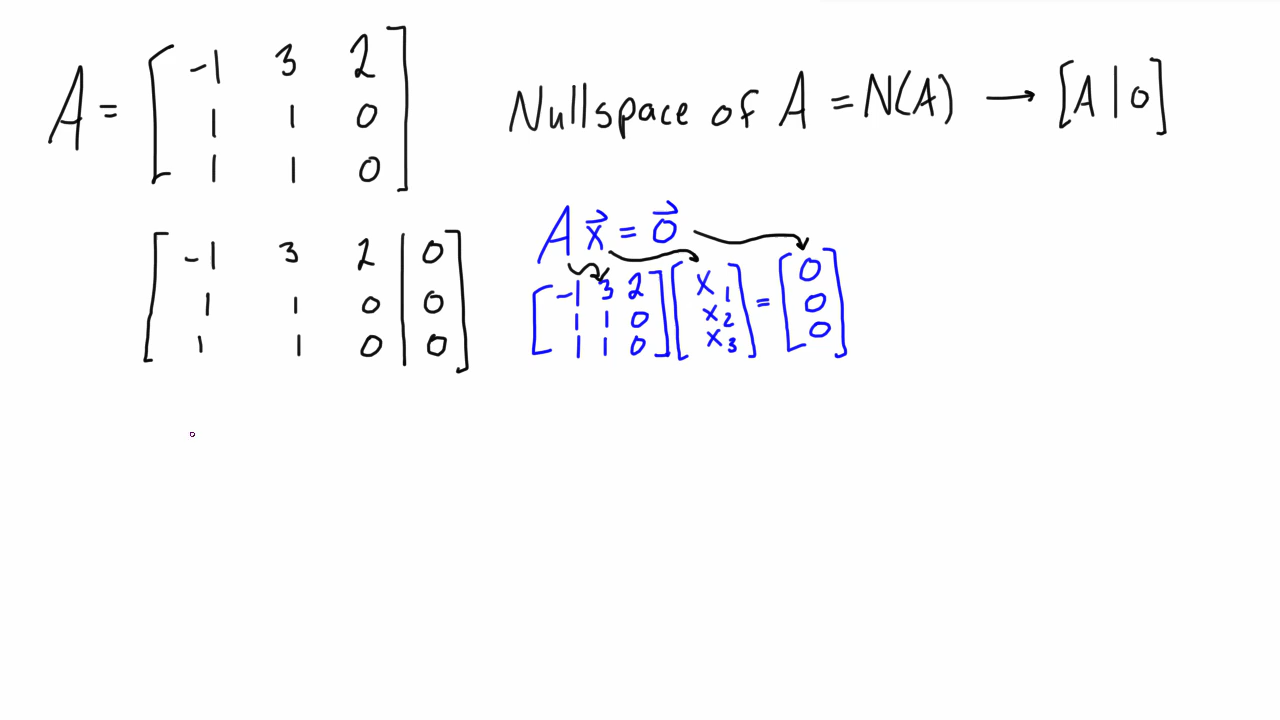 A = [ -1 3 2
1 1 0
1 1 0 ]
Nullspace of A = N(A) → [A | 0]
[ -1 3 2 | 0
1 1 0 | 0
1 1 0 | 0 ]
A x⃗ = 0⃗
[ -1 3 2 ] [ x₁ ] = [ 0 ]
[ 1 1 0 ] [ x₂ ] [ 0 ]
[ 1 1 0 ] [ x₃ ] [ 0 ]